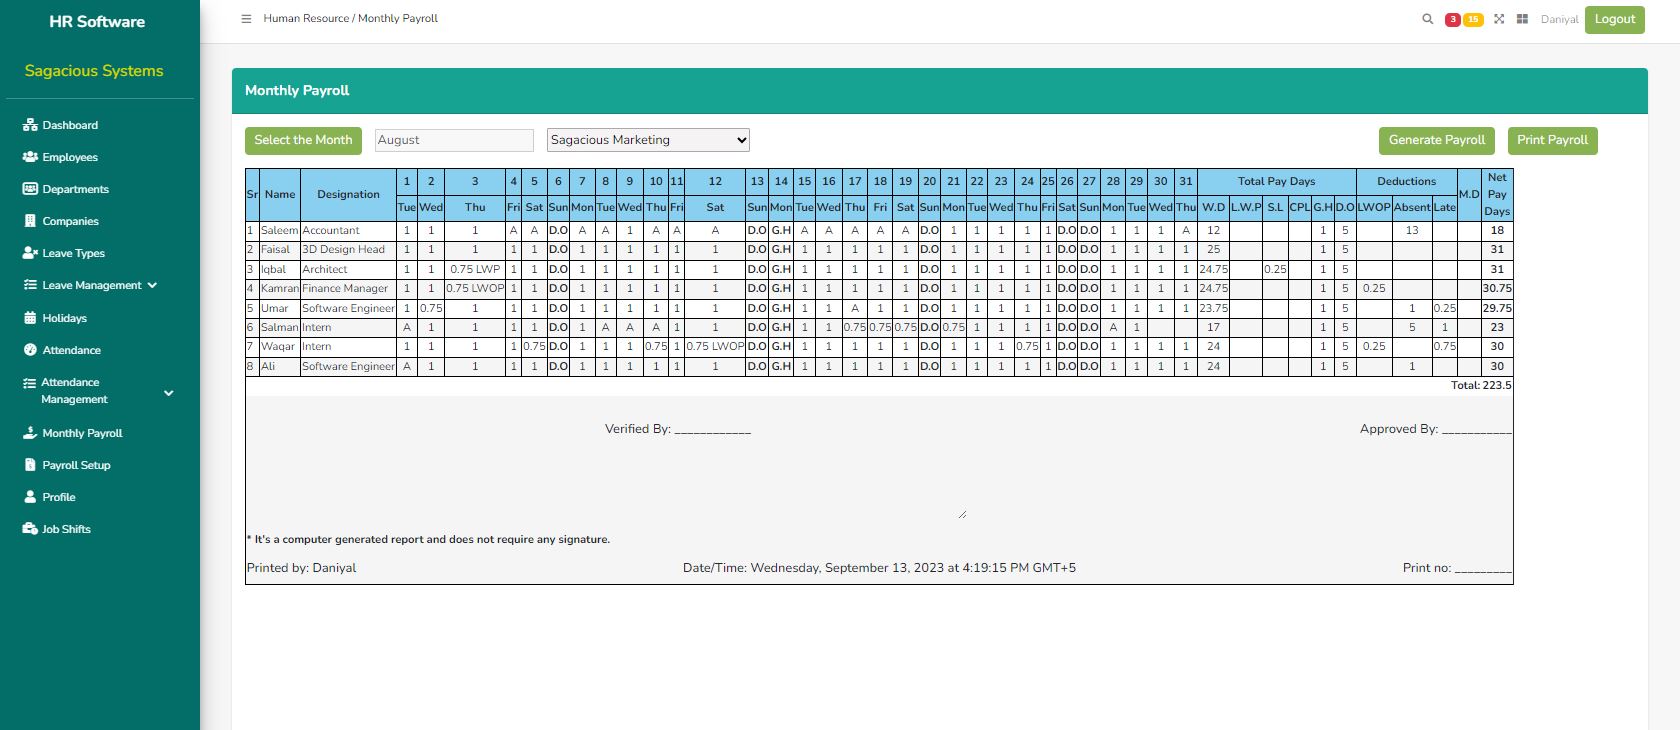 HR Software
Sagacious Systems
Dashboard
Employees
Departments
Companies
Leave Types
Leave Management
Holidays
Attendance
Attendance Management
Monthly Payroll
Payroll Setup
Profile
Job Shifts
Human Resource / Monthly Payroll
3 15 Daniyal Logout
Monthly Payroll
Select the Month August Sagacious Marketing Generate Payroll Print Payroll
Sr Name Designation 1 2 3 4 5 6 7 8 9 10 11 12 13 14 15 16 17 18 19 20 21 22 23 24 25 26 27 28 29 30 31 Total Pay Days Deductions M.D Net Pay Days
Tue Wed Thu Fri Sat Sun Mon Tue Wed Thu Fri Sat Sun Mon Tue Wed Thu Fri Sat Sun Mon Tue Wed Thu Fri Sat Sun Mon Tue Wed Thu W.D L.W.P S.L CPL G.H D.O LWOP Absent Late
1 Saleem Accountant 1 1 1 A A D.O A A 1 A A A D.O G.H A A A A A D.O 1 1 1 1 1 D.O D.O 1 1 1 A 12 1 5 13 18
2 Faisal 3D Design Head 1 1 1 1 1 D.O 1 1 1 1 1 1 D.O G.H 1 1 1 1 1 D.O 1 1 1 1 1 D.O D.O 1 1 1 1 25 1 5 31
3 Iqbal Architect 1 1 0.75 LWP 1 1 D.O 1 1 1 1 1 1 D.O G.H 1 1 1 1 1 D.O 1 1 1 1 1 D.O D.O 1 1 1 1 24.75 0.25 1 5 31
4 Kamran Finance Manager 1 1 0.75 LWOP 1 1 D.O 1 1 1 1 1 1 D.O G.H 1 1 1 1 1 D.O 1 1 1 1 1 D.O D.O 1 1 1 1 24.75 1 5 0.25 30.75
5 Umar Software Engineer 1 0.75 1 1 1 D.O 1 1 1 1 1 1 D.O G.H 1 1 A 1 1 D.O 1 1 1 1 1 D.O D.O 1 1 1 1 23.75 1 5 1 0.25 29.75
6 Salman Intern A 1 1 1 1 D.O 1 A A A 1 1 D.O G.H 1 1 0.75 0.75 0.75 D.O 0.75 1 1 1 1 D.O D.O A 1 17 1 5 5 1 23
7 Waqar Intern 1 1 1 1 0.75 D.O 1 1 1 0.75 1 0.75 LWOP D.O G.H 1 1 1 1 1 D.O 1 1 1 0.75 1 D.O D.O 1 1 1 1 24 1 5 0.25 0.75 30
8 Ali Software Engineer A 1 1 1 1 D.O 1 1 1 1 1 1 D.O G.H 1 1 1 1 1 D.O 1 1 1 1 1 D.O D.O 1 1 1 1 24 1 5 1 30
Total: 223.5
Verified By: ____________ Approved By: ___________
* It's a computer generated report and does not require any signature.
Printed by: Daniyal Date/Time: Wednesday, September 13, 2023 at 4:19:15 PM GMT+5 Print no: _________